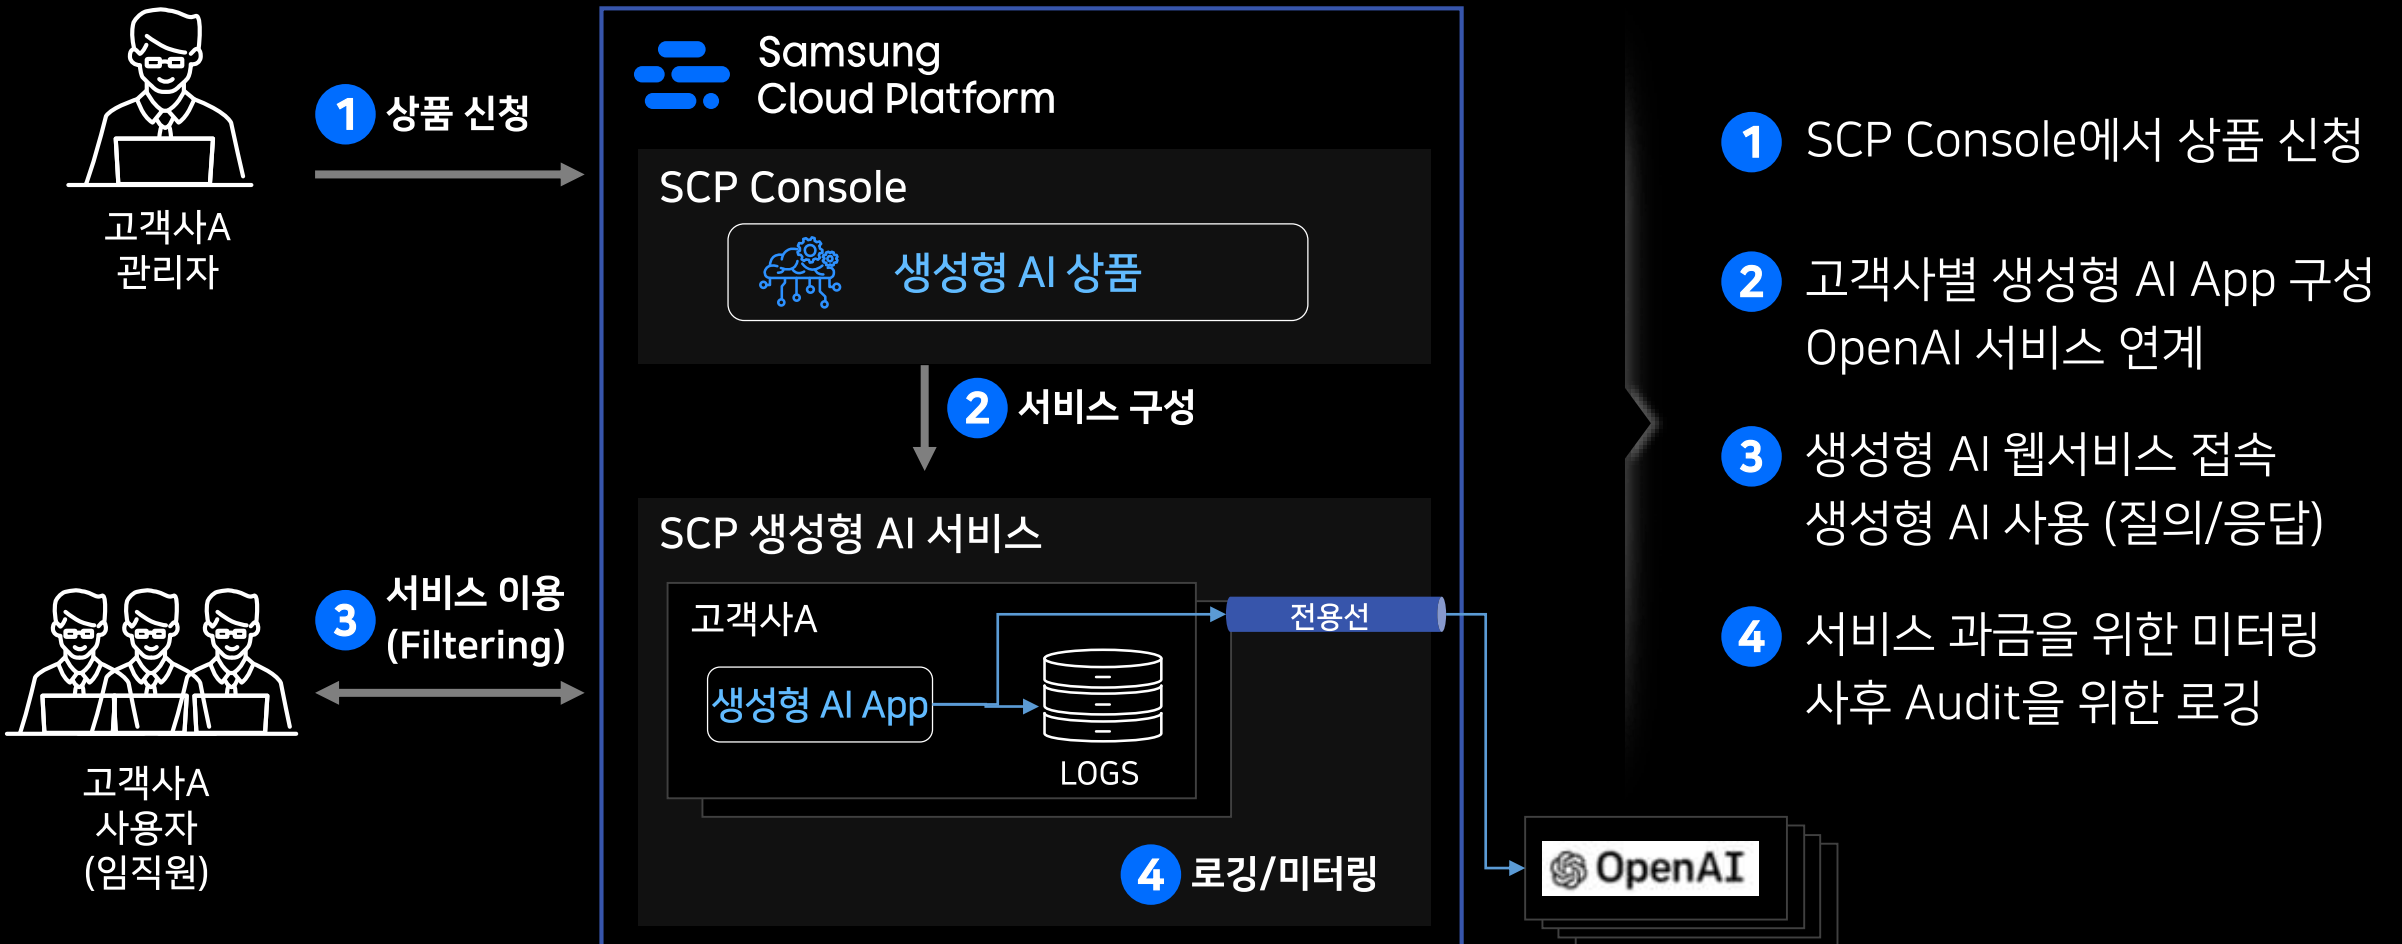 1 상품 신청
고객사A
관리자
3 서비스 이용
(Filtering)
고객사A
사용자
(임직원)
Samsung
Cloud Platform
SCP Console
생성형 AI 상품
2 서비스 구성
SCP 생성형 AI 서비스
고객사A
생성형 AI App
LOGS
전용선
4 로깅/미터링
OpenAI
1 SCP Console에서 상품 신청
2 고객사별 생성형 AI App 구성
OpenAI 서비스 연계
3 생성형 AI 웹서비스 접속
생성형 AI 사용 (질의/응답)
4 서비스 과금을 위한 미터링
사후 Audit을 위한 로깅